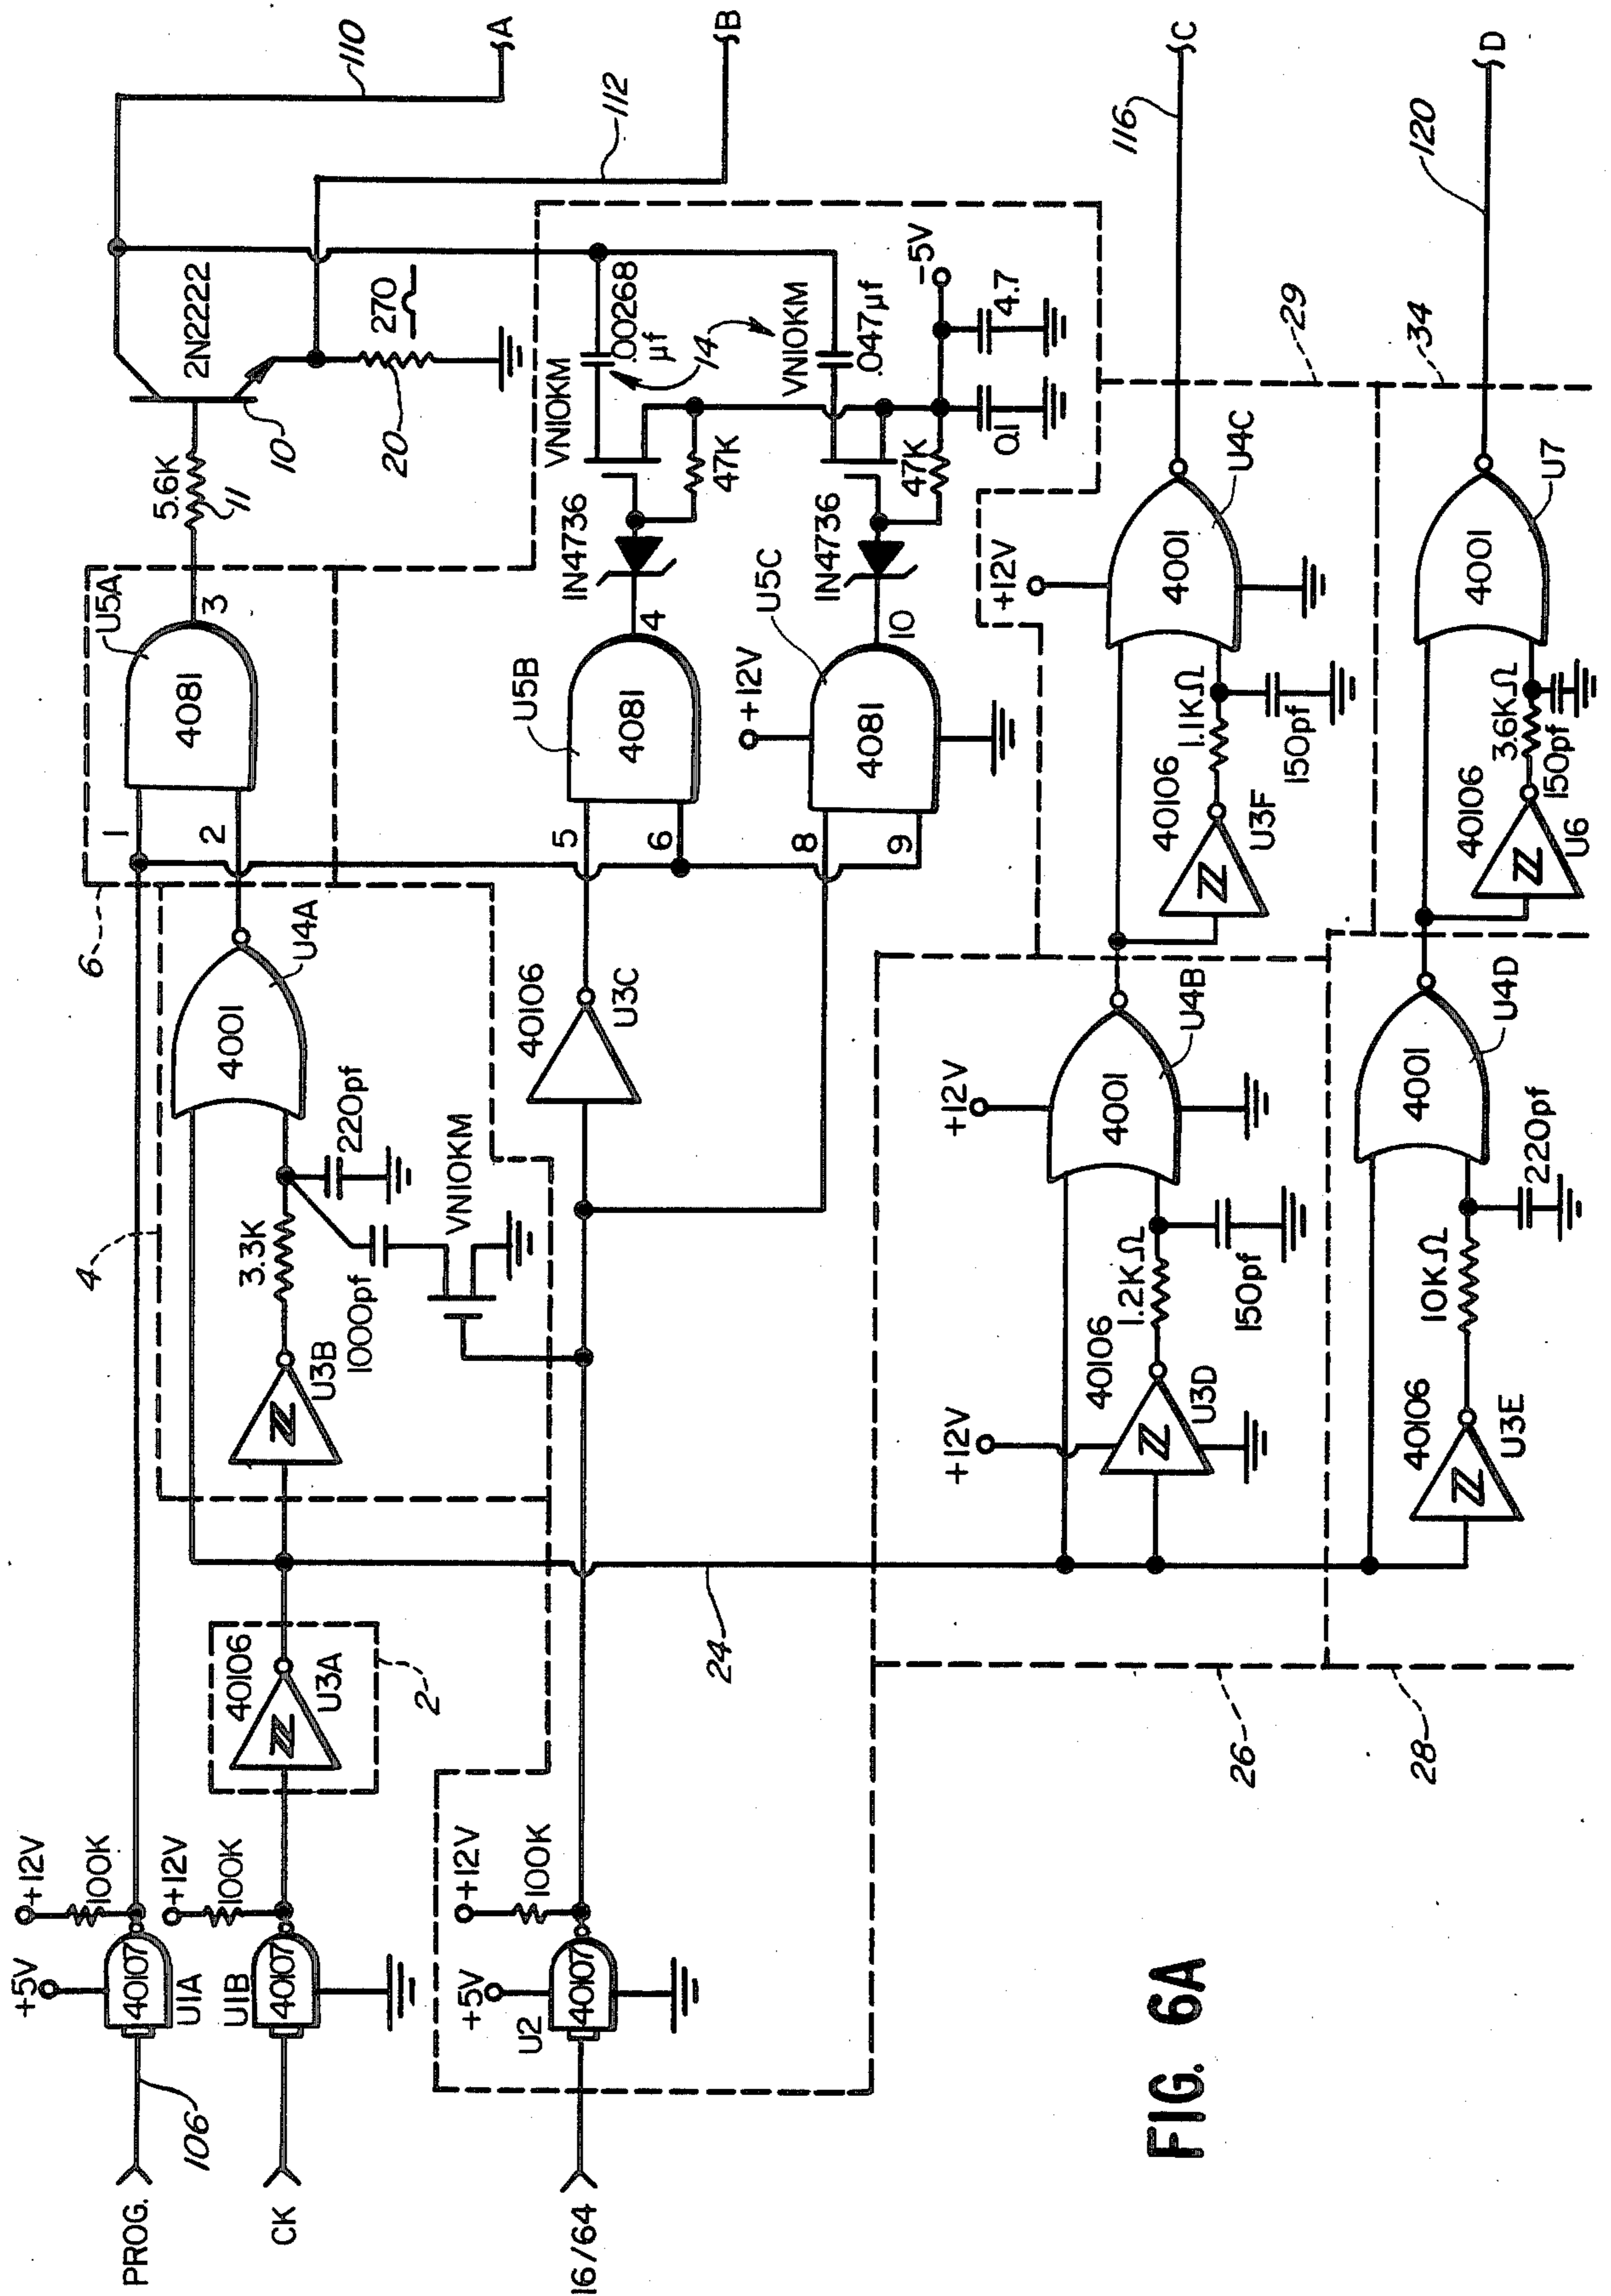 PROG.
106
+5V
40107
U1A
+12V
100K
CK
U1B
40107
+12V
100K
40106
U3A
2
16/64
U2
+5V
40107
+12V
100K
4
U3B
3.3K
1000pf
220pf
VN10KM
4001
U4A
6
1
2
4081
U5A
3
5.6K
11
10
2N2222
20
270
110
A
112
B
40106
U3C
5
6
4081
U5B
4
1N4736
47K
VN10KM
.00268
μf
14
VN10KM
.047μf
8
9
+12V
4081
U5C
10
1N4736
47K
0.1
4.7
-5V
24
26
+12V
40106
U3D
1.2KΩ
150pf
+12V
4001
U4B
40106
U3F
1.1KΩ
150pf
+12V
4001
U4C
116
C
29
28
40106
U3E
10KΩ
220pf
4001
U4D
40106
U6
3.6KΩ
150pf
4001
U7
34
120
D
FIG. 6A